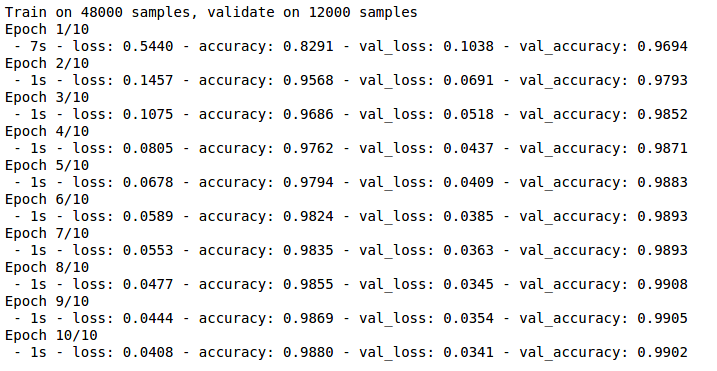 Train on 48000 samples, validate on 12000 samples
Epoch 1/10
 - 7s - loss: 0.5440 - accuracy: 0.8291 - val_loss: 0.1038 - val_accuracy: 0.9694
Epoch 2/10
 - 1s - loss: 0.1457 - accuracy: 0.9568 - val_loss: 0.0691 - val_accuracy: 0.9793
Epoch 3/10
 - 1s - loss: 0.1075 - accuracy: 0.9686 - val_loss: 0.0518 - val_accuracy: 0.9852
Epoch 4/10
 - 1s - loss: 0.0805 - accuracy: 0.9762 - val_loss: 0.0437 - val_accuracy: 0.9871
Epoch 5/10
 - 1s - loss: 0.0678 - accuracy: 0.9794 - val_loss: 0.0409 - val_accuracy: 0.9883
Epoch 6/10
 - 1s - loss: 0.0589 - accuracy: 0.9824 - val_loss: 0.0385 - val_accuracy: 0.9893
Epoch 7/10
 - 1s - loss: 0.0553 - accuracy: 0.9835 - val_loss: 0.0363 - val_accuracy: 0.9893
Epoch 8/10
 - 1s - loss: 0.0477 - accuracy: 0.9855 - val_loss: 0.0345 - val_accuracy: 0.9908
Epoch 9/10
 - 1s - loss: 0.0444 - accuracy: 0.9869 - val_loss: 0.0354 - val_accuracy: 0.9905
Epoch 10/10
 - 1s - loss: 0.0408 - accuracy: 0.9880 - val_loss: 0.0341 - val_accuracy: 0.9902